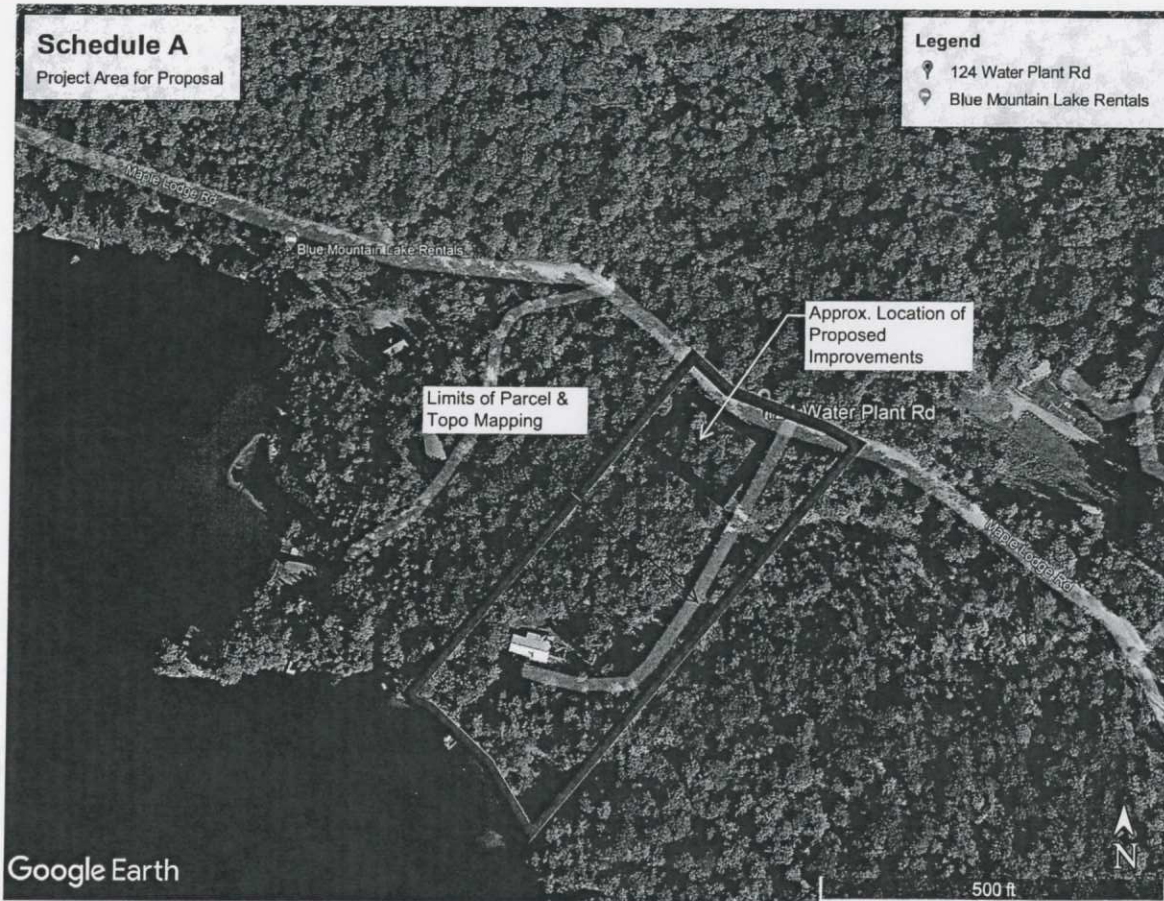 Schedule A
Project Area for Proposal
Legend
124 Water Plant Rd
Blue Mountain Lake Rentals
Maple Lodge Rd
Blue Mountain Lake Rentals
Approx. Location of
Proposed
Improvements
Limits of Parcel &
Topo Mapping
Water Plant Rd
Maple Lodge Rd
Google Earth
N
500 ft